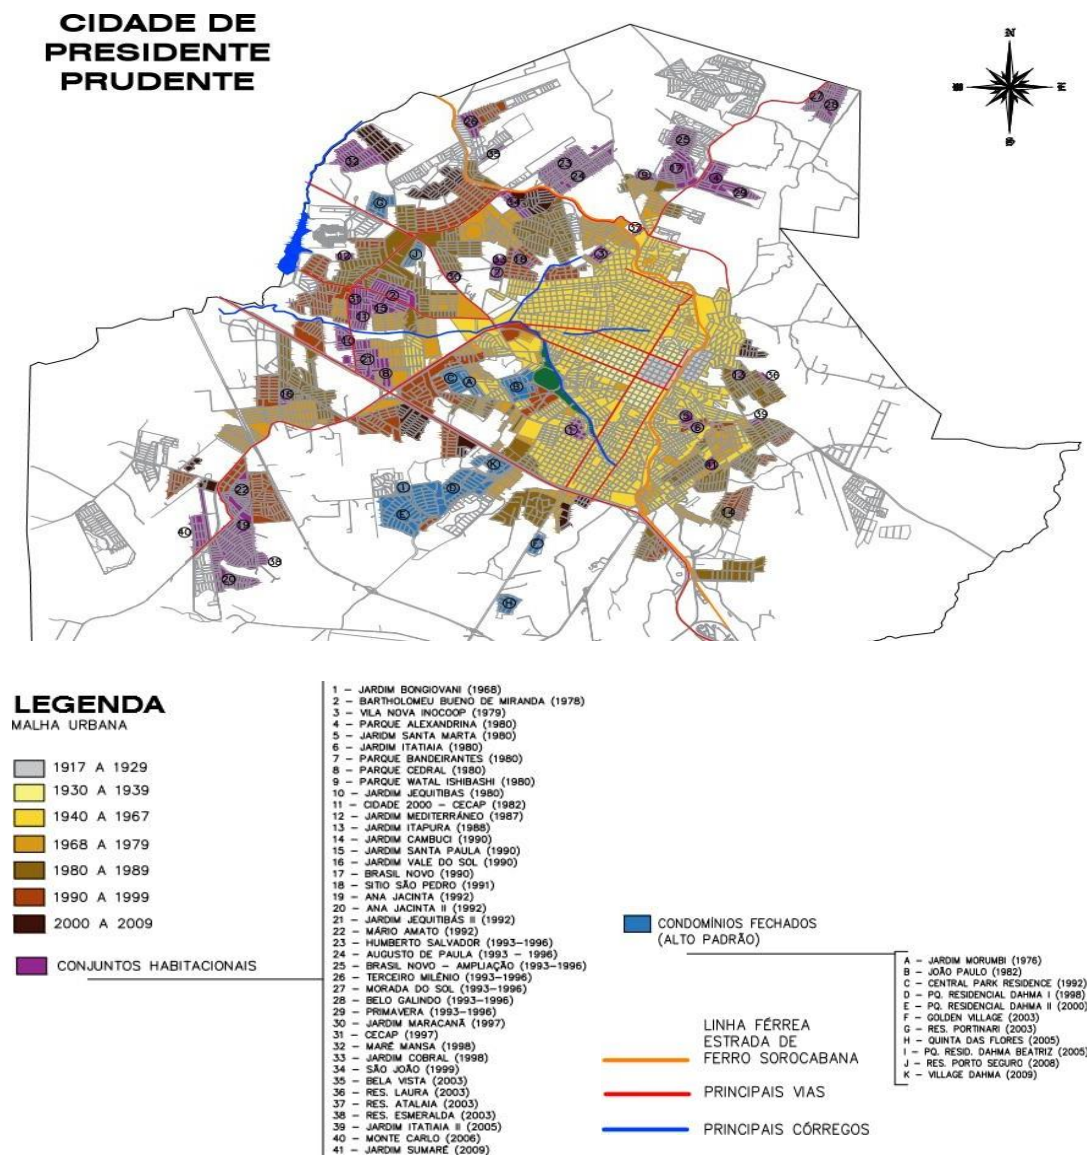 CIDADE DE
PRESIDENTE
PRUDENTE
N
E
S
LEGENDA
MALHA URBANA
1917 A 1929
1930 A 1939
1940 A 1967
1968 A 1979
1980 A 1989
1990 A 1999
2000 A 2009
CONJUNTOS HABITACIONAIS
1 – JARDIM BONGIOVANI (1968)
2 – BARTHOLOMEU BUENO DE MIRANDA (1978)
3 – VILA NOVA INOCOOP (1979)
4 – PARQUE ALEXANDRINA (1980)
5 – JARIDM SANTA MARTA (1980)
6 – JARDIM ITATIAIA (1980)
7 – PARQUE BANDEIRANTES (1980)
8 – PARQUE CEDRAL (1980)
9 – PARQUE WATAL ISHIBASHI (1980)
10 – JARDIM JEQUITIBAS (1980)
11 – CIDADE 2000 – CECAP (1982)
12 – JARDIM MEDITERRÂNEO (1987)
13 – JARDIM ITAPURA (1988)
14 – JARDIM CAMBUCI (1990)
15 – JARDIM SANTA PAULA (1990)
16 – JARDIM VALE DO SOL (1990)
17 – BRASIL NOVO (1990)
18 – SITIO SÃO PEDRO (1991)
19 – ANA JACINTA (1992)
20 – ANA JACINTA II (1992)
21 – JARDIM JEQUITIBÁS II (1992)
22 – MÁRIO AMATO (1992)
23 – HUMBERTO SALVADOR (1993–1996)
24 – AUGUSTO DE PAULA (1993 – 1996)
25 – BRASIL NOVO – AMPLIAÇÃO (1993–1996)
26 – TERCEIRO MILÊNIO (1993–1996)
27 – MORADA DO SOL (1993–1996)
28 – BELO GALINDO (1993–1996)
29 – PRIMAVERA (1993–1996)
30 – JARDIM MARACANÃ (1997)
31 – CECAP (1997)
32 – MARÉ MANSA (1998)
33 – JARDIM COBRAL (1998)
34 – SÃO JOÃO (1999)
35 – BELA VISTA (2003)
36 – RES. LAURA (2003)
37 – RES. ATALAIA (2003)
38 – RES. ESMERALDA (2003)
39 – JARDIM ITATIAIA II (2005)
40 – MONTE CARLO (2006)
41 – JARDIM SUMARÉ (2009)
CONDOMÍNIOS FECHADOS
(ALTO PADRÃO)
A – JARDIM MORUMBI (1976)
B – JOÃO PAULO (1982)
C – CENTRAL PARK RESIDENCE (1992)
D – PQ. RESIDENCIAL DAHMA I (1998)
E – PQ. RESIDENCIAL DAHMA II (2000)
F – GOLDEN VILLAGE (2003)
G – RES. PORTINARI (2003)
H – QUINTA DAS FLORES (2005)
I – PQ. RESID. DAHMA BEATRIZ (2005)
J – RES. PORTO SEGURO (2008)
K – VILLAGE DAHMA (2009)
LINHA FÉRREA
ESTRADA DE
FERRO SOROCABANA
PRINCIPAIS VIAS
PRINCIPAIS CÓRREGOS